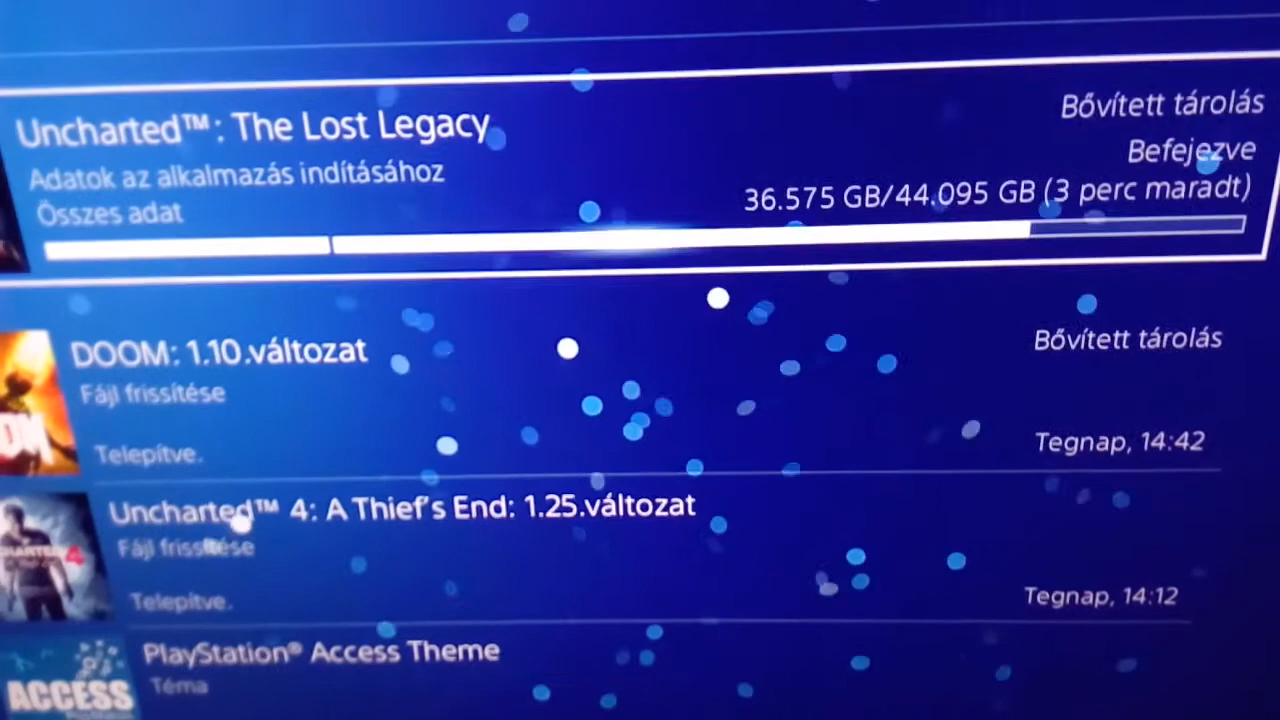 Uncharted™: The Lost Legacy
Bővített tárolás
Adatok az alkalmazás indításához
Befejezve
Összes adat
36.575 GB/44.095 GB (3 perc maradt)
DOOM: 1.10.változat
Bővített tárolás
Fájl frissítése
Telepítve.
Tegnap, 14:42
Uncharted™ 4: A Thief's End: 1.25.változat
Fájl frissítése
Telepítve.
Tegnap, 14:12
PlayStation® Access Theme
Téma
ACCESS